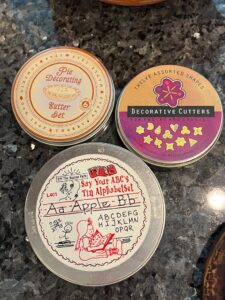 Pie
Decorating
Cutter
Set
TWELVE ASSORTED SHAPES
DECORATIVE CUTTERS
Say Your ABC's
Tin Alphabet Set
Aa Apple Bb
ABCDEFG
HIJKLMN
OPQR